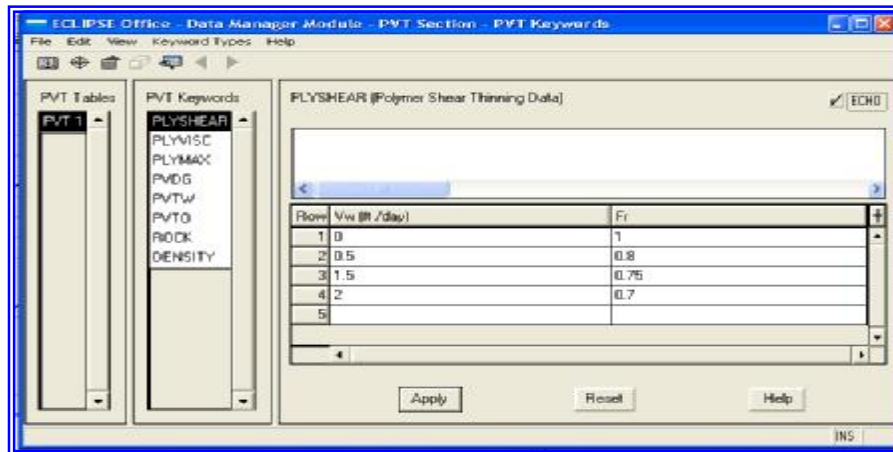 ECLIPSE Office - Data Manager Module - PVT Section - PVT Keywords
File Edit View Keyword Types Help
PVT Tables
PVT 1
PVT Keywords
PLYSHEAR
PLYVISC
PLYMAX
PVDG
PVTW
PVTO
ROCK
DENSITY
PLYSHEAR (Polymer Shear Thinning Data)
ECHO
Row Vw (ft /day) Fr
1 0 1
2 0.5 0.8
3 1.5 0.75
4 2 0.7
5
Apply Reset Help
INS